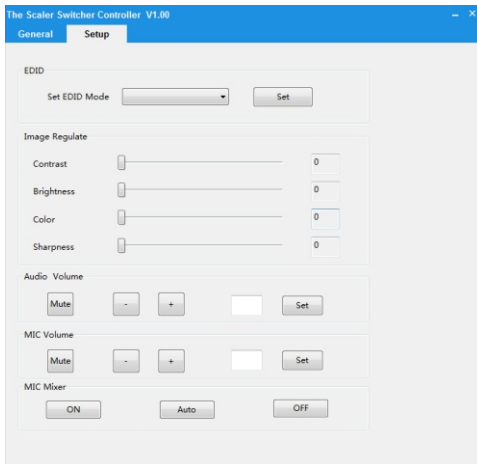 The Scaler Switcher Controller V1.00
General Setup
EDID
Set EDID Mode Set
Image Regulate
Contrast 0
Brightness 0
Color 0
Sharpness 0
Audio Volume
Mute - + Set
MIC Volume
Mute - + Set
MIC Mixer
ON Auto OFF